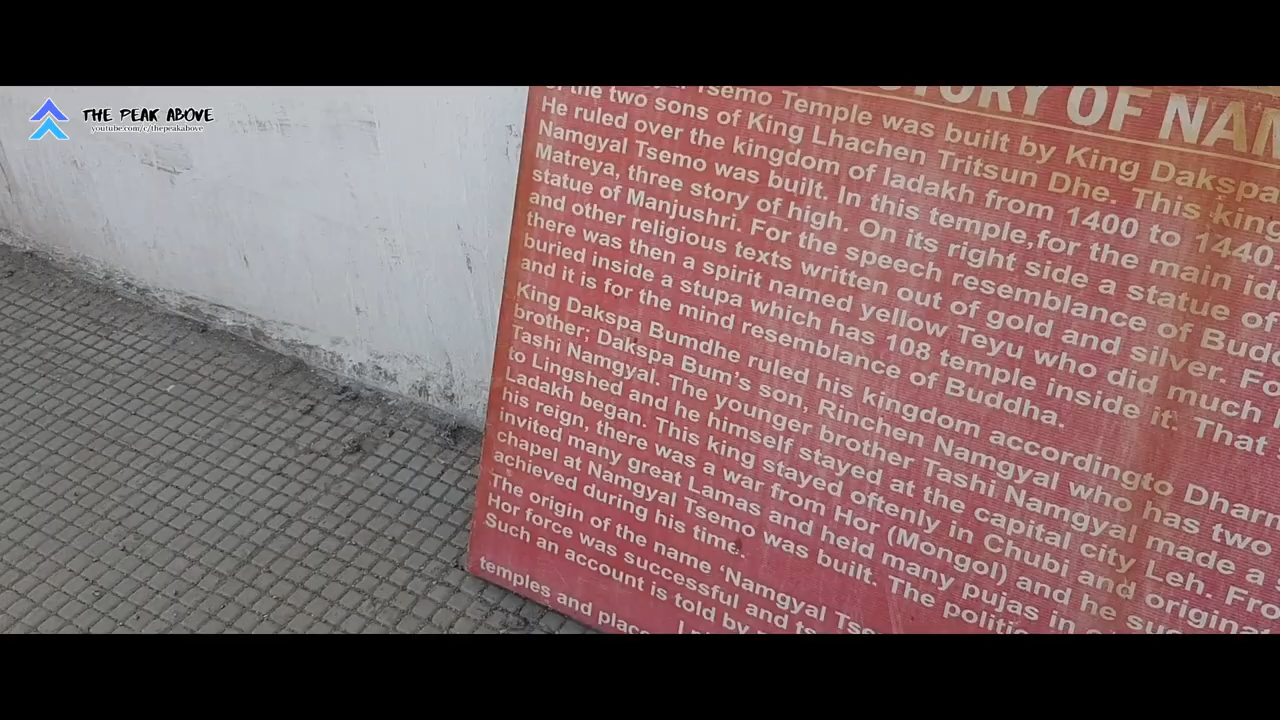 THE PEAK ABOVE
youtube.com/c/thepeakabove
STORY OF NAM
Tsemo Temple was built by King Dakspa
of the two sons of King Lhachen Tritsun Dhe. This king
He ruled over the kingdom of ladakh from 1400 to 1440.
Namgyal Tsemo was built. In this temple,for the main id
Matreya, three story of high. On its right side a statue of
statue of Manjushri. For the speech resemblance of Budd
and other religious texts written out of gold and silver. Fo
there was then a spirit named yellow Teyu who did much
buried inside a stupa which has 108 temple inside it. That
and it is for the mind resemblance of Buddha.
King Dakspa Bumdhe ruled his kingdom accordingto Dharm
brother; Dakspa Bum's son, Rinchen Namgyal who has two
Tashi Namgyal. The younger brother Tashi Namgyal made a
to Lingshed and he himself stayed at the capital city Leh. Fro
Ladakh began. This king stayed oftenly in Chubi and originat
his reign, there was a war from Hor (Mongol) and he suc
invited many great Lamas and held many pujas in
chapel at Namgyal Tsemo was built. The politic
achieved during his time.
The origin of the name 'Namgyal Tse
Hor force was successful and
Such an account is told by
temples and place